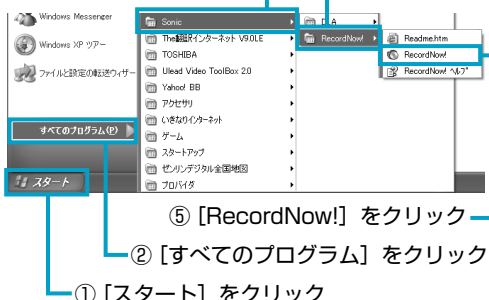 Windows Messenger
Windows XP ツアー
ファイルと設定の転送ウィザー
すべてのプログラム(P)
スタート
Sonic
The翻訳インターネット V9.0LE
TOSHIBA
Ulead Video ToolBox 2.0
Yahoo! BB
アクセサリ
いきなりインターネット
ゲーム
スタートアップ
ゼンリンデジタル全国地図
プロバイダ
DLA
RecordNow!
Readme.htm
RecordNow!
RecordNow! ヘルプ
⑤ [RecordNow!] をクリック
② [すべてのプログラム] をクリック
① [スタート] をクリック